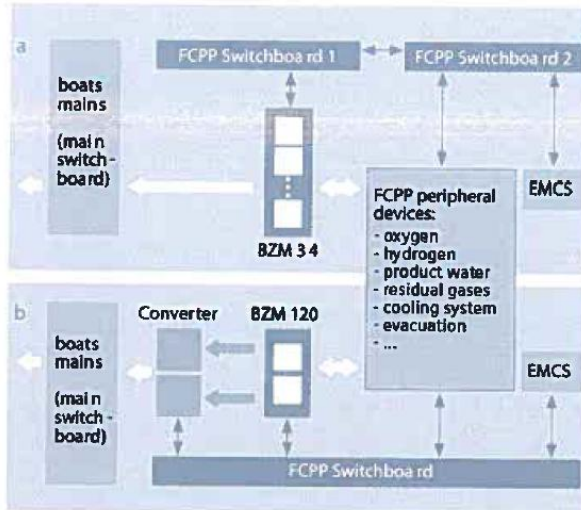 a
FCPP Switchboa rd 1
FCPP Switchboa rd 2
boats
mains
(main
switch -
board)
BZM 3 4
FCPP peripheral
devices:
- oxygen
- hydrogen
- product water
- residual gases
- cooling system
- evacuation
- ...
EMCS
b
boats
mains
(main
switch -
board)
Converter
BZM 120
EMCS
FCPP Switchboa rd